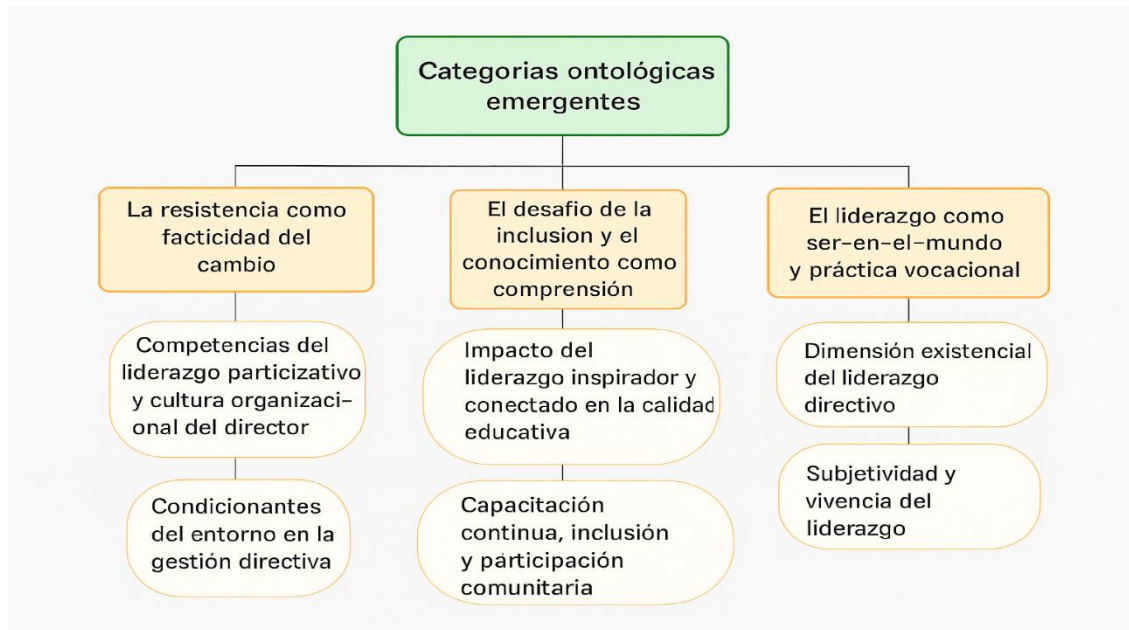 Categorias ontológicas
emergentes
La resistencia como
facticidad del
cambio
El desafio de la
inclusion y el
conocimiento como
comprensión
El liderazgo como
ser-en-el-mundo
y práctica vocacional
Competencias del
liderazgo particizativo
y cultura organizaci-
onal del director
Impacto del
liderazgo inspirador y
conectado en la calidad
educativa
Dimensión existencial
del liderazgo
directivo
Condicionantes
del entorno en la
gestión directiva
Capacitación
continua, inclusión
y participación
comunitaria
Subjetividad y
vivencia del
liderazgo